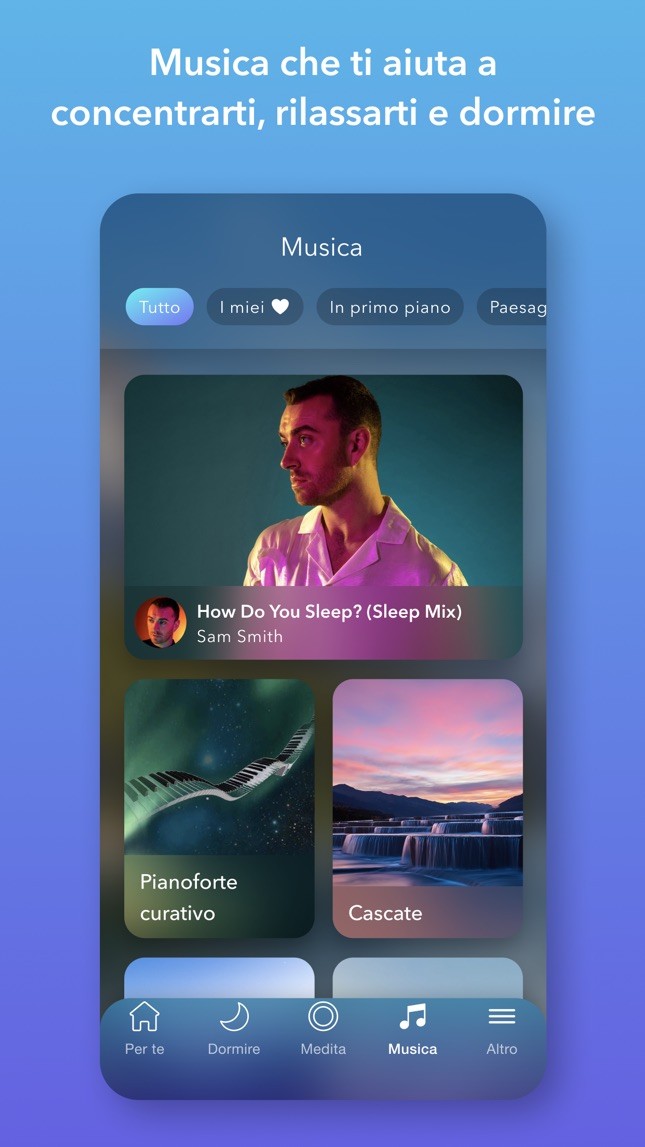 Musica che ti aiuta a
concentrarti, rilassarti e dormire
Musica
Tutto
I miei
In primo piano
Paesag
How Do You Sleep? (Sleep Mix)
Sam Smith
Pianoforte
curativo
Cascate
Per te
Dormire
Medita
Musica
Altro